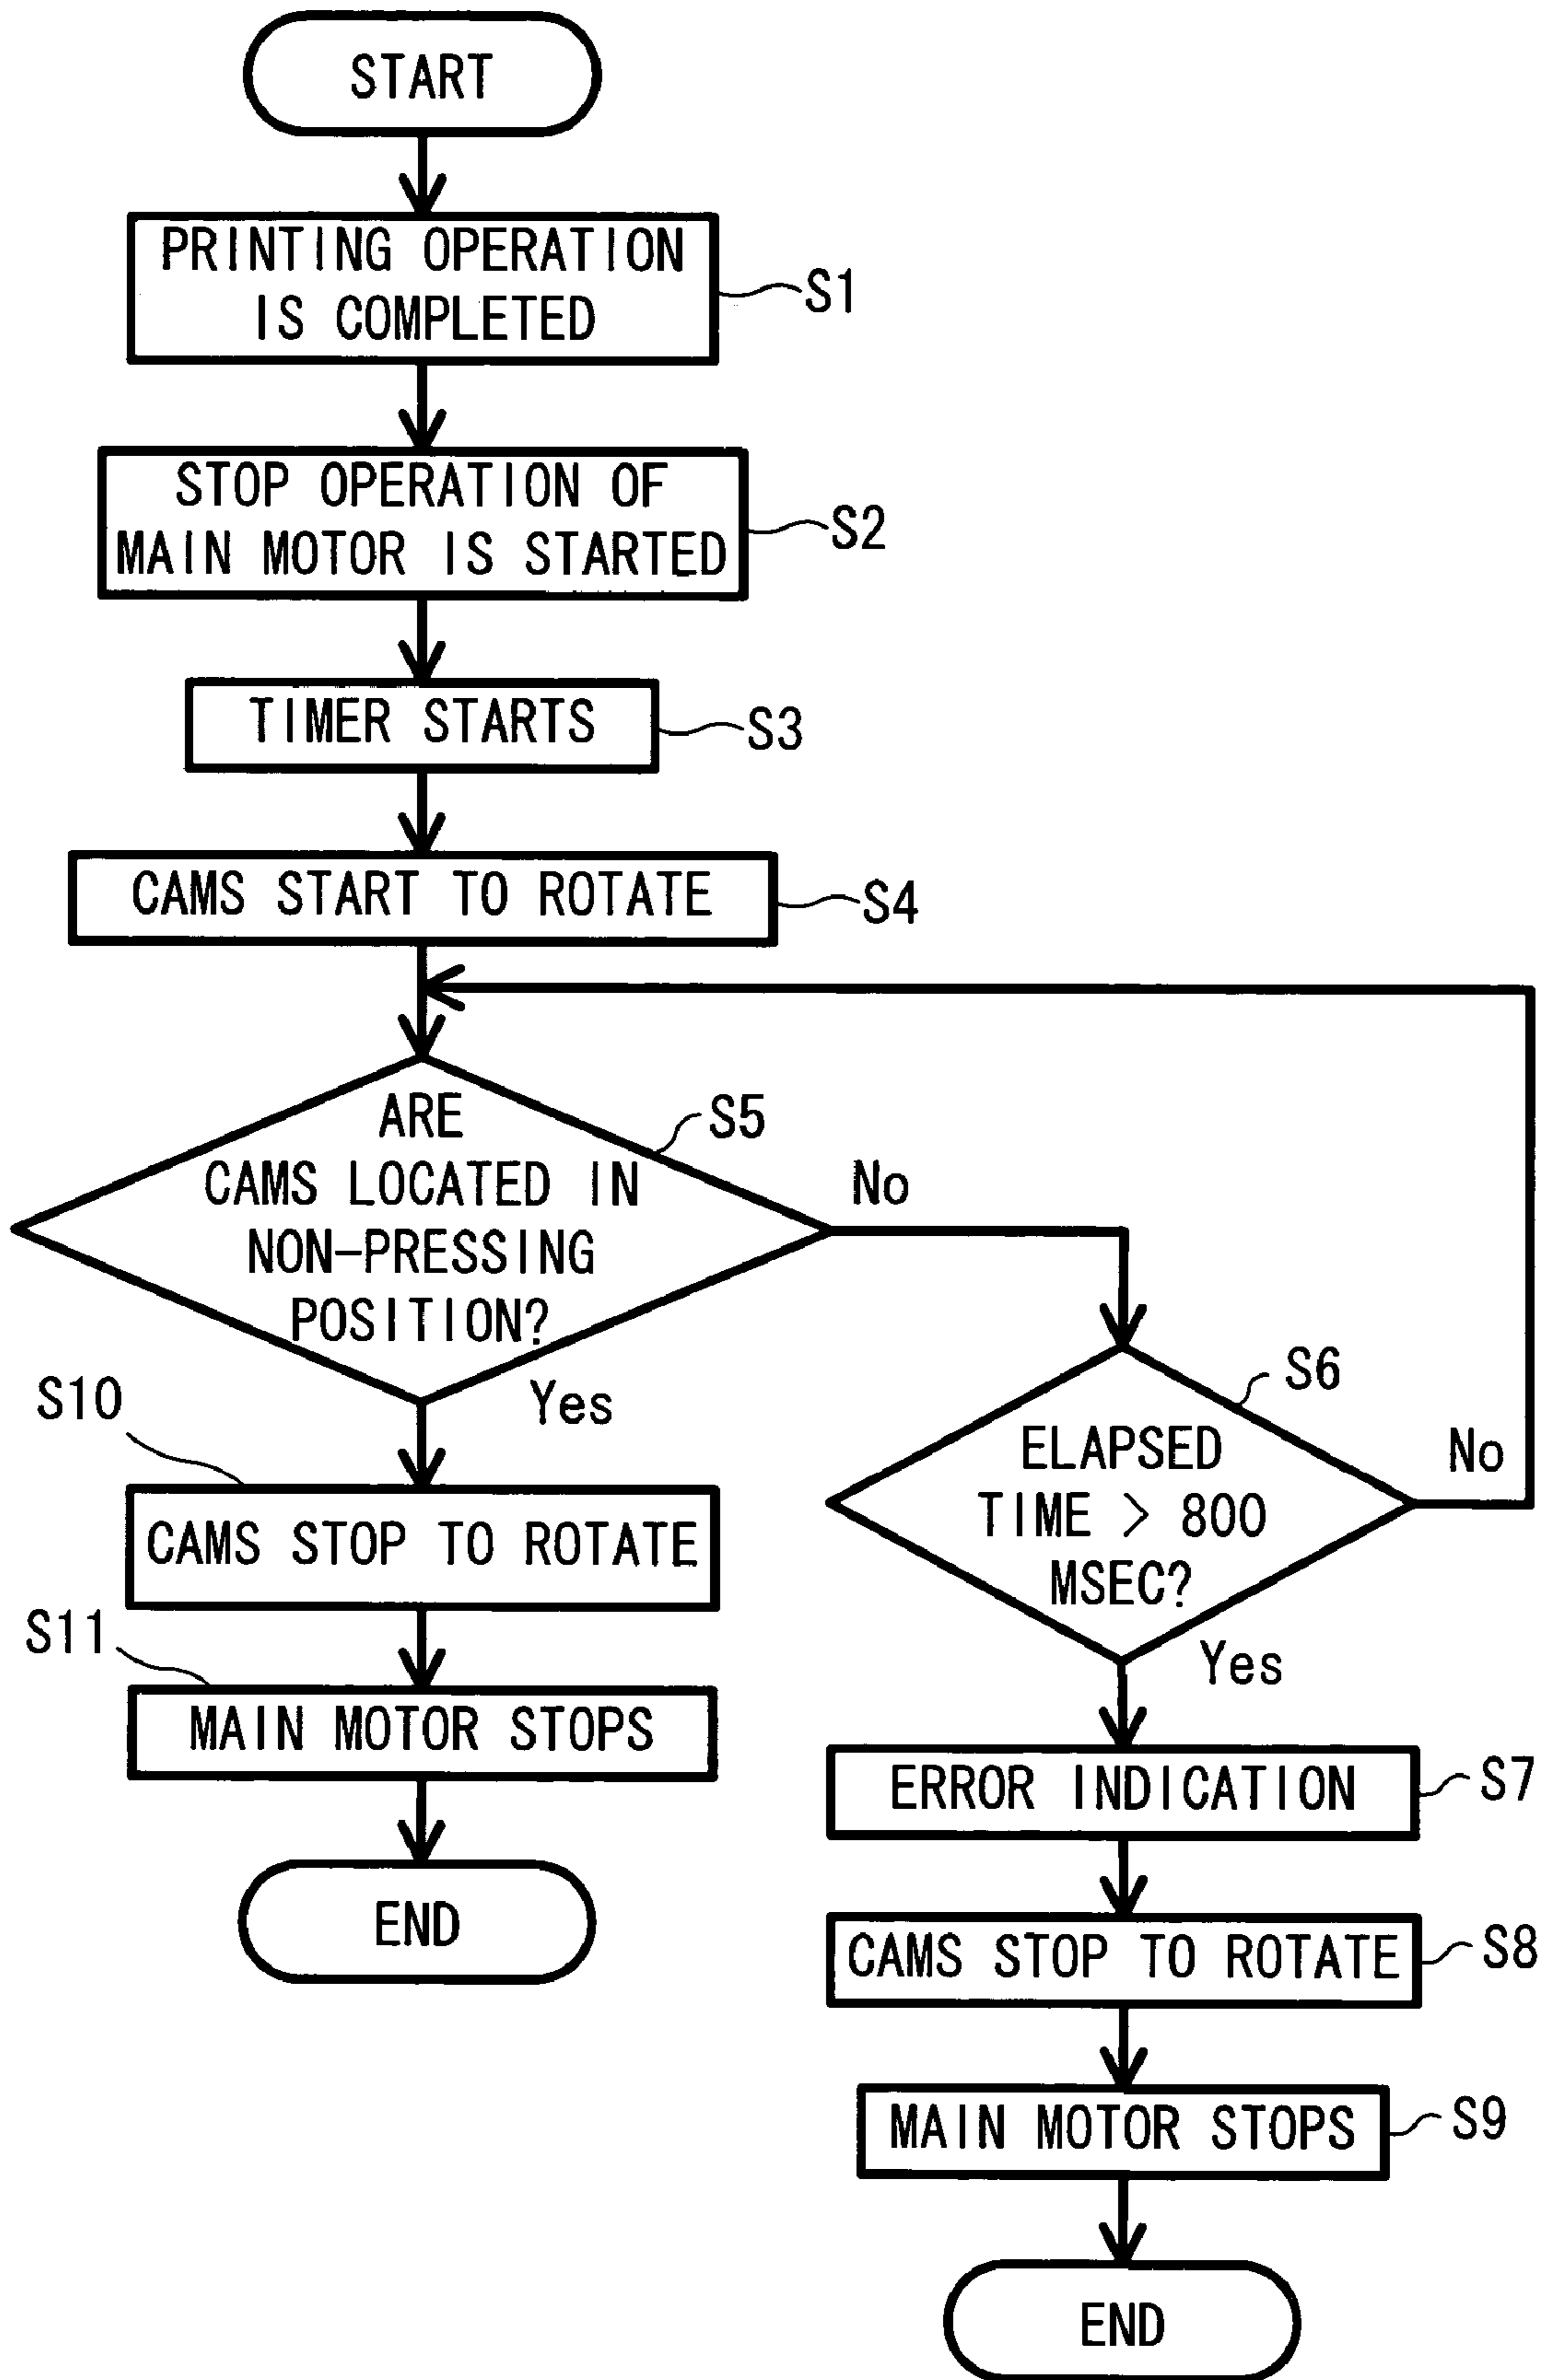 START
PRINTING OPERATION
IS COMPLETED
S1
STOP OPERATION OF
MAIN MOTOR IS STARTED
S2
TIMER STARTS
S3
CAMS START TO ROTATE
S4
ARE
CAMS LOCATED IN
NON-PRESSING
POSITION?
S5
No
Yes
S6
ELAPSED
TIME > 800
MSEC?
No
Yes
S10
CAMS STOP TO ROTATE
S11
MAIN MOTOR STOPS
END
ERROR INDICATION
S7
CAMS STOP TO ROTATE
S8
MAIN MOTOR STOPS
S9
END